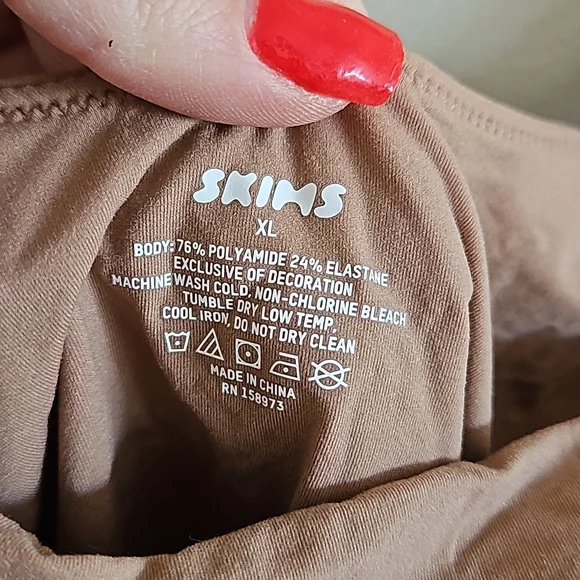 SKIMS
XL
BODY: 76% POLYAMIDE 24% ELASTANE
EXCLUSIVE OF DECORATION
MACHINE WASH COLD, NON-CHLORINE BLEACH
TUMBLE DRY LOW TEMP,
COOL IRON, DO NOT DRY CLEAN
MADE IN CHINA
RN 158973